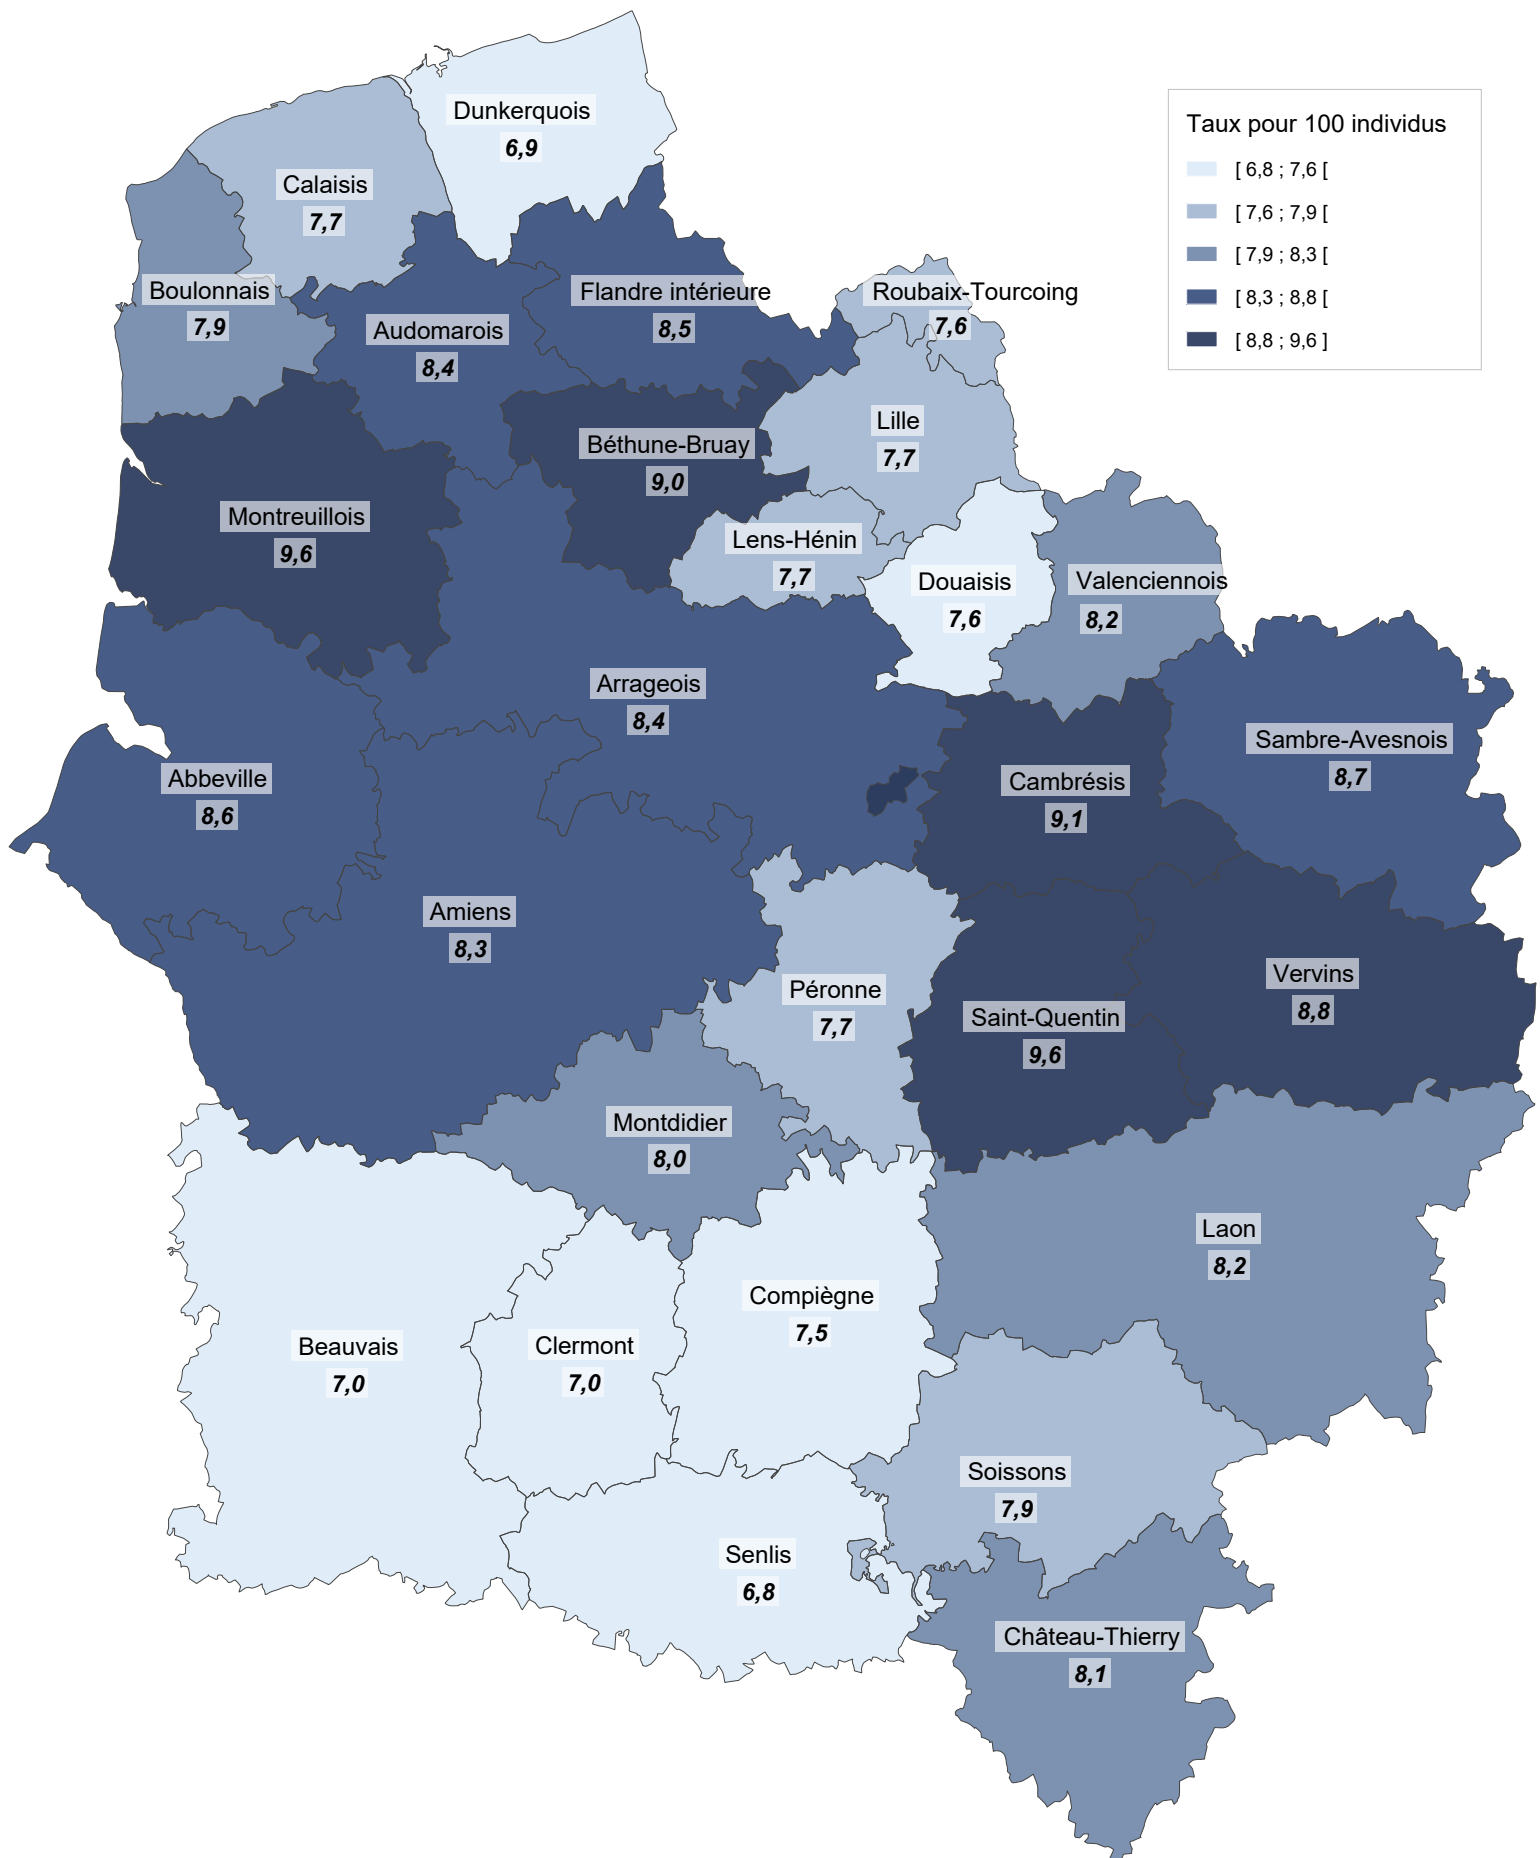 Dunkerquois
6,9
Taux pour 100 individus
[ 6,8 ; 7,6 [
[ 7,6 ; 7,9 [
[ 7,9 ; 8,3 [
[ 8,3 ; 8,8 [
[ 8,8 ; 9,6 ]
Calaisis
7,7
Boulonnais
7,9
Audomarois
8,4
Flandre intérieure
8,5
Roubaix-Tourcoing
7,6
Lille
7,7
Béthune-Bruay
9,0
Montreuillois
9,6
Lens-Hénin
7,7
Douaisis
7,6
Valenciennois
8,2
Arrageois
8,4
Sambre-Avesnois
8,7
Abbeville
8,6
Cambrésis
9,1
Amiens
8,3
Péronne
7,7
Saint-Quentin
9,6
Vervins
8,8
Montdidier
8,0
Laon
8,2
Compiègne
7,5
Beauvais
7,0
Clermont
7,0
Soissons
7,9
Senlis
6,8
Château-Thierry
8,1